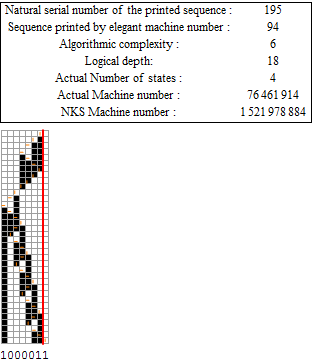 Natural serial number of the printed sequence : 195
Sequence printed by elegant machine number : 94
Algorithmic complexity : 6
Logical depth: 18
Actual Number of states : 4
Actual Machine number : 76 461 914
NKS Machine number : 1 521 978 884
1000011